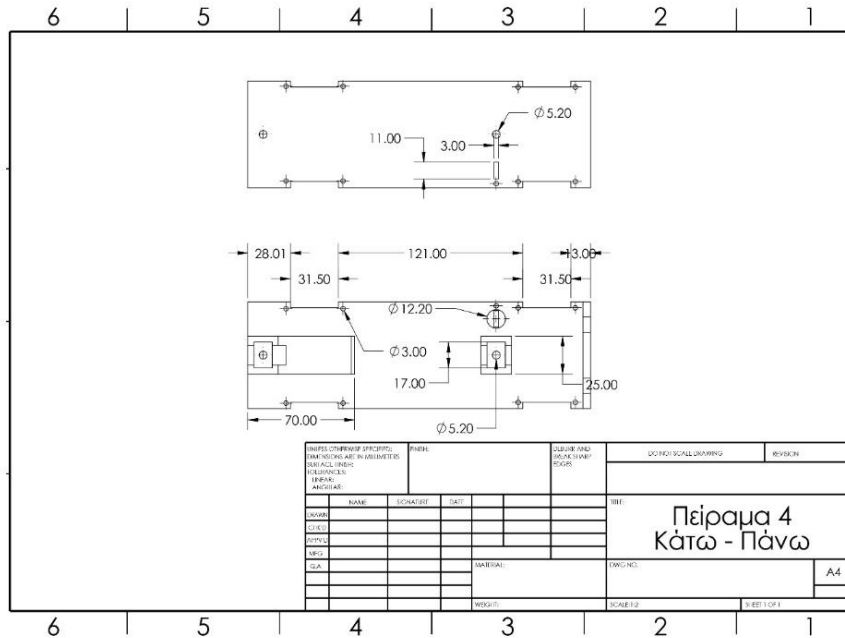 6 5 4 3 2 1
Ø5.20
11.00
3.00
28.01 121.00 13.00
31.50 31.50
Ø12.20
Ø3.00
17.00 25.00
70.00
Ø5.20
UNLESS OTHERWISE SPECIFIED: FINISH: DEBURR AND DO NOT SCALE DRAWING REVISION
DIMENSIONS ARE IN MILLIMETERS BREAK SHARP
SURFACE FINISH: EDGES
TOLERANCES:
LINEAR:
ANGULAR:
NAME SIGNATURE DATE TITLE:
DRAWN
CHK'D
APPV'D
MFG
Q.A
Πείραμα 4
Κάτω - Πάνω
MATERIAL: DWG NO. A4
WEIGHT: SCALE:1:2 SHEET 1 OF 1
6 5 4 3 2 1